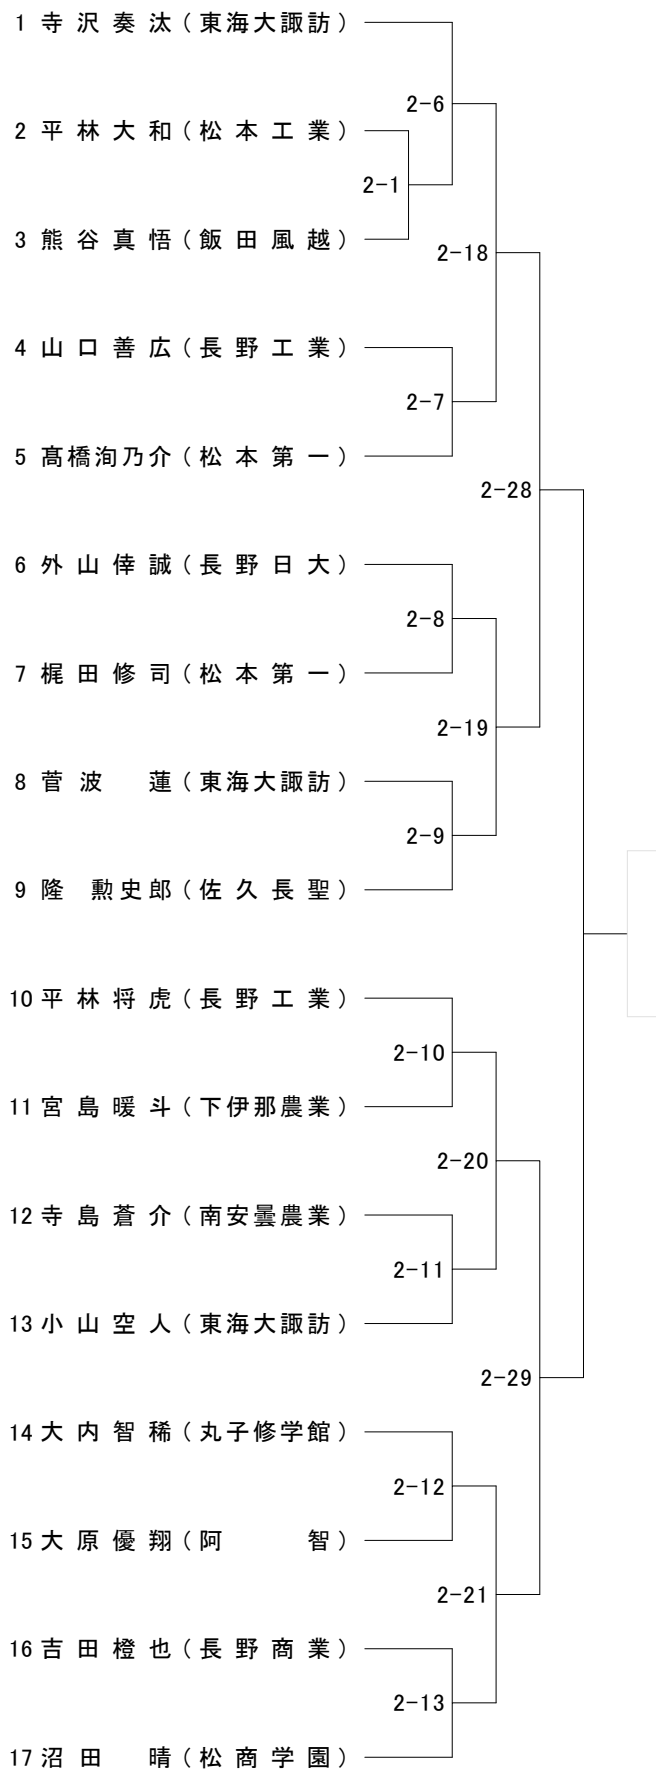 1 寺沢奏汰(東海大諏訪)
2-6
2 平林大和(松本工業)
2-1
3 熊谷真悟(飯田風越)
2-18
4 山口善広(長野工業)
2-7
5 髙橋洵乃介(松本第一)
2-28
6 外山倖誠(長野日大)
2-8
7 梶田修司(松本第一)
2-19
8 菅波 蓮(東海大諏訪)
2-9
9 隆 勲史郎(佐久長聖)
10 平林将虎(長野工業)
2-10
11 宮島暖斗(下伊那農業)
2-20
12 寺島蒼介(南安曇農業)
2-11
13 小山空人(東海大諏訪)
2-29
14 大内智稀(丸子修学館)
2-12
15 大原優翔(阿 智)
2-21
16 吉田橙也(長野商業)
2-13
17 沼田 晴(松商学園)